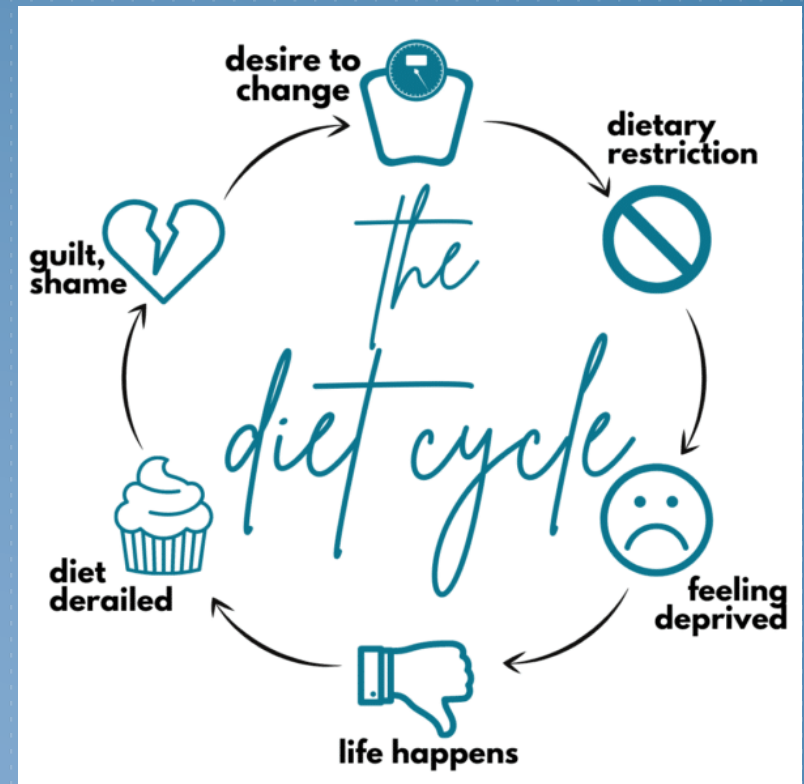 desire to
change
dietary
restriction
the
guilt,
shame
diet cycle
diet
derailed
feeling
deprived
life happens